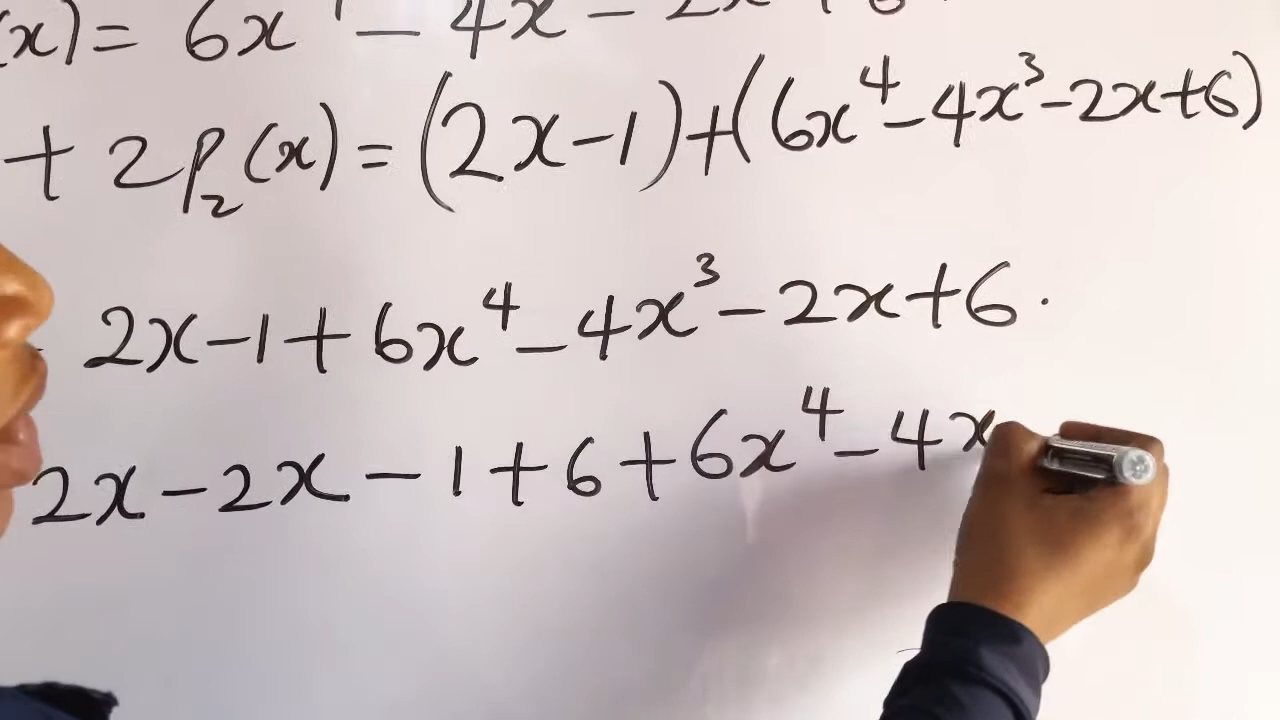 (x) = 6x⁴ - 4x - 2x + 6
+ 2p₂(x) = (2x-1)+(6x⁴-4x³-2x+6)
2x-1+6x⁴-4x³-2x+6.
2x-2x-1+6+6x⁴-4x